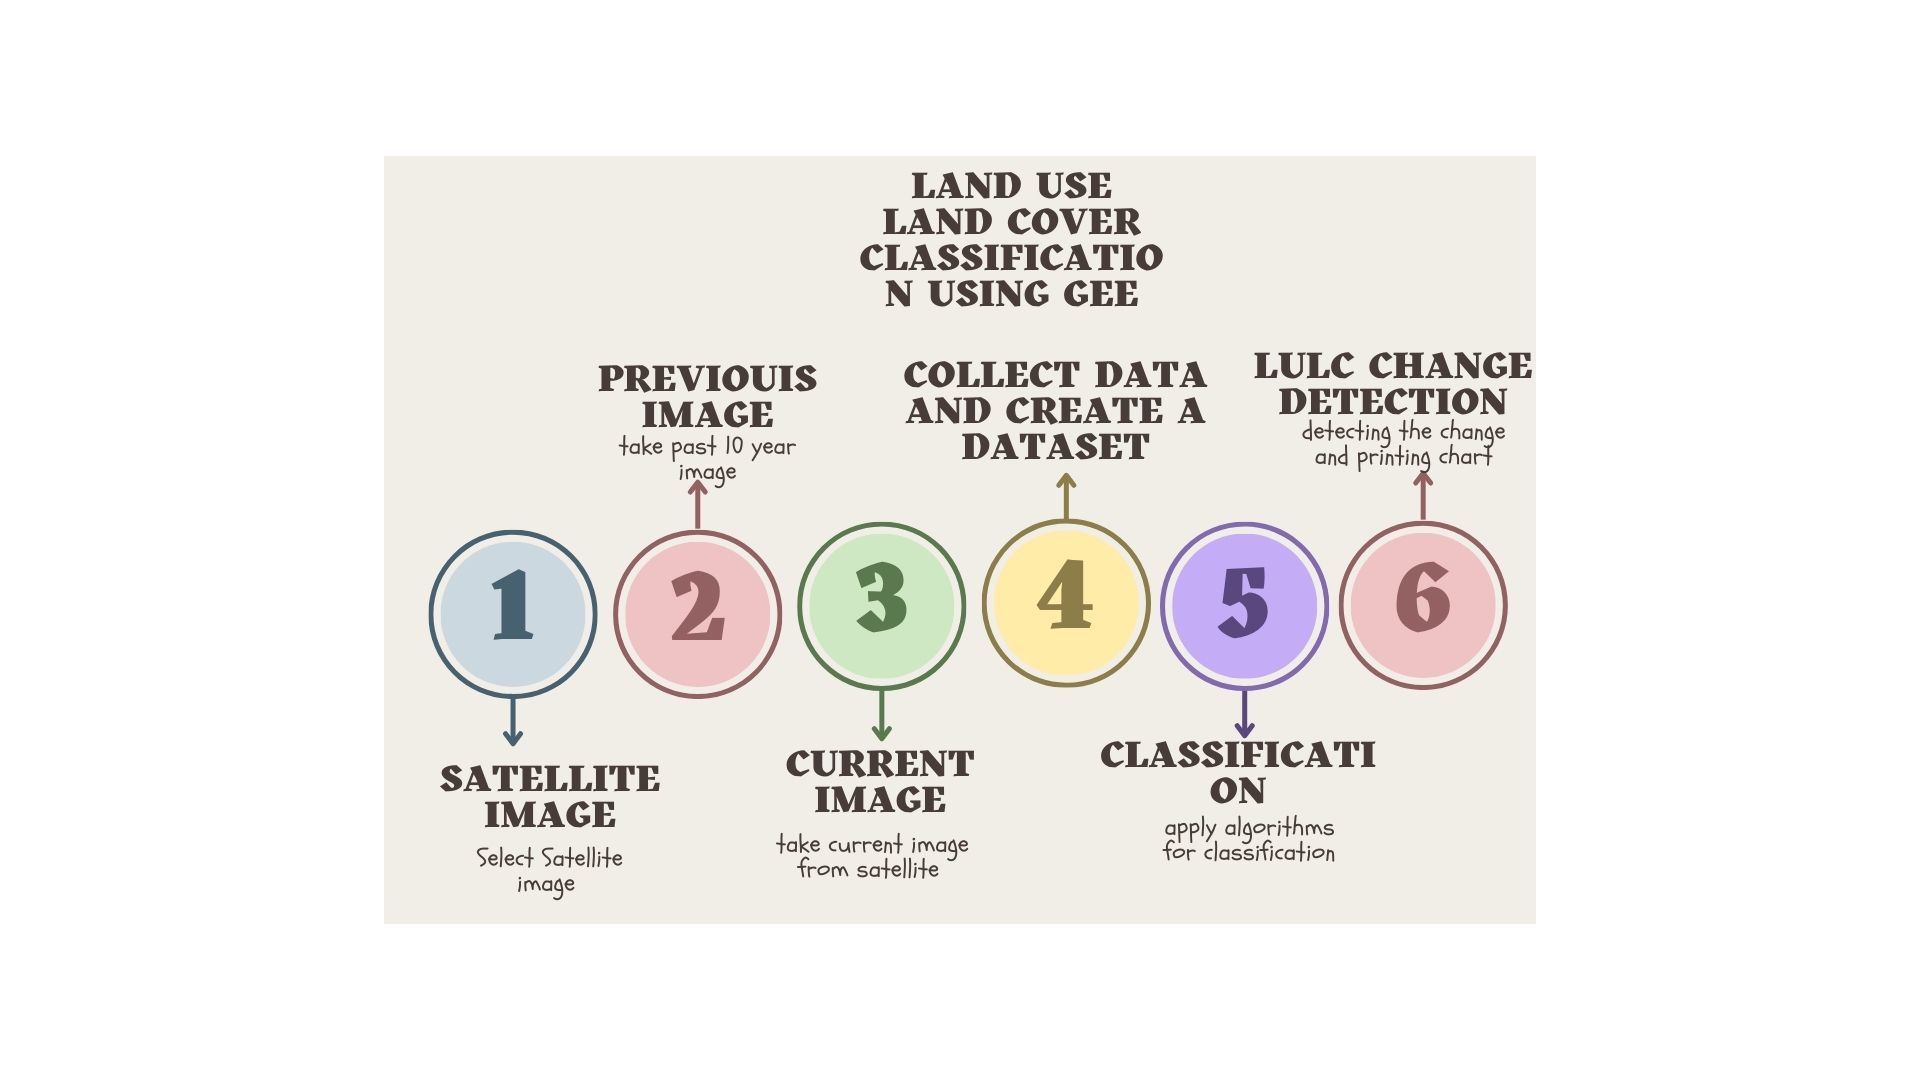 LAND USE
LAND COVER
CLASSIFICATIO
N USING GEE
PREVIOUIS
IMAGE
take past 10 year
image
COLLECT DATA
AND CREATE A
DATASET
LULC CHANGE
DETECTION
detecting the change
and printing chart
1
2
3
4
5
6
SATELLITE
IMAGE
Select Satellite
image
CURRENT
IMAGE
take current image
from satellite
CLASSIFICATI
ON
apply algorithms
for classification